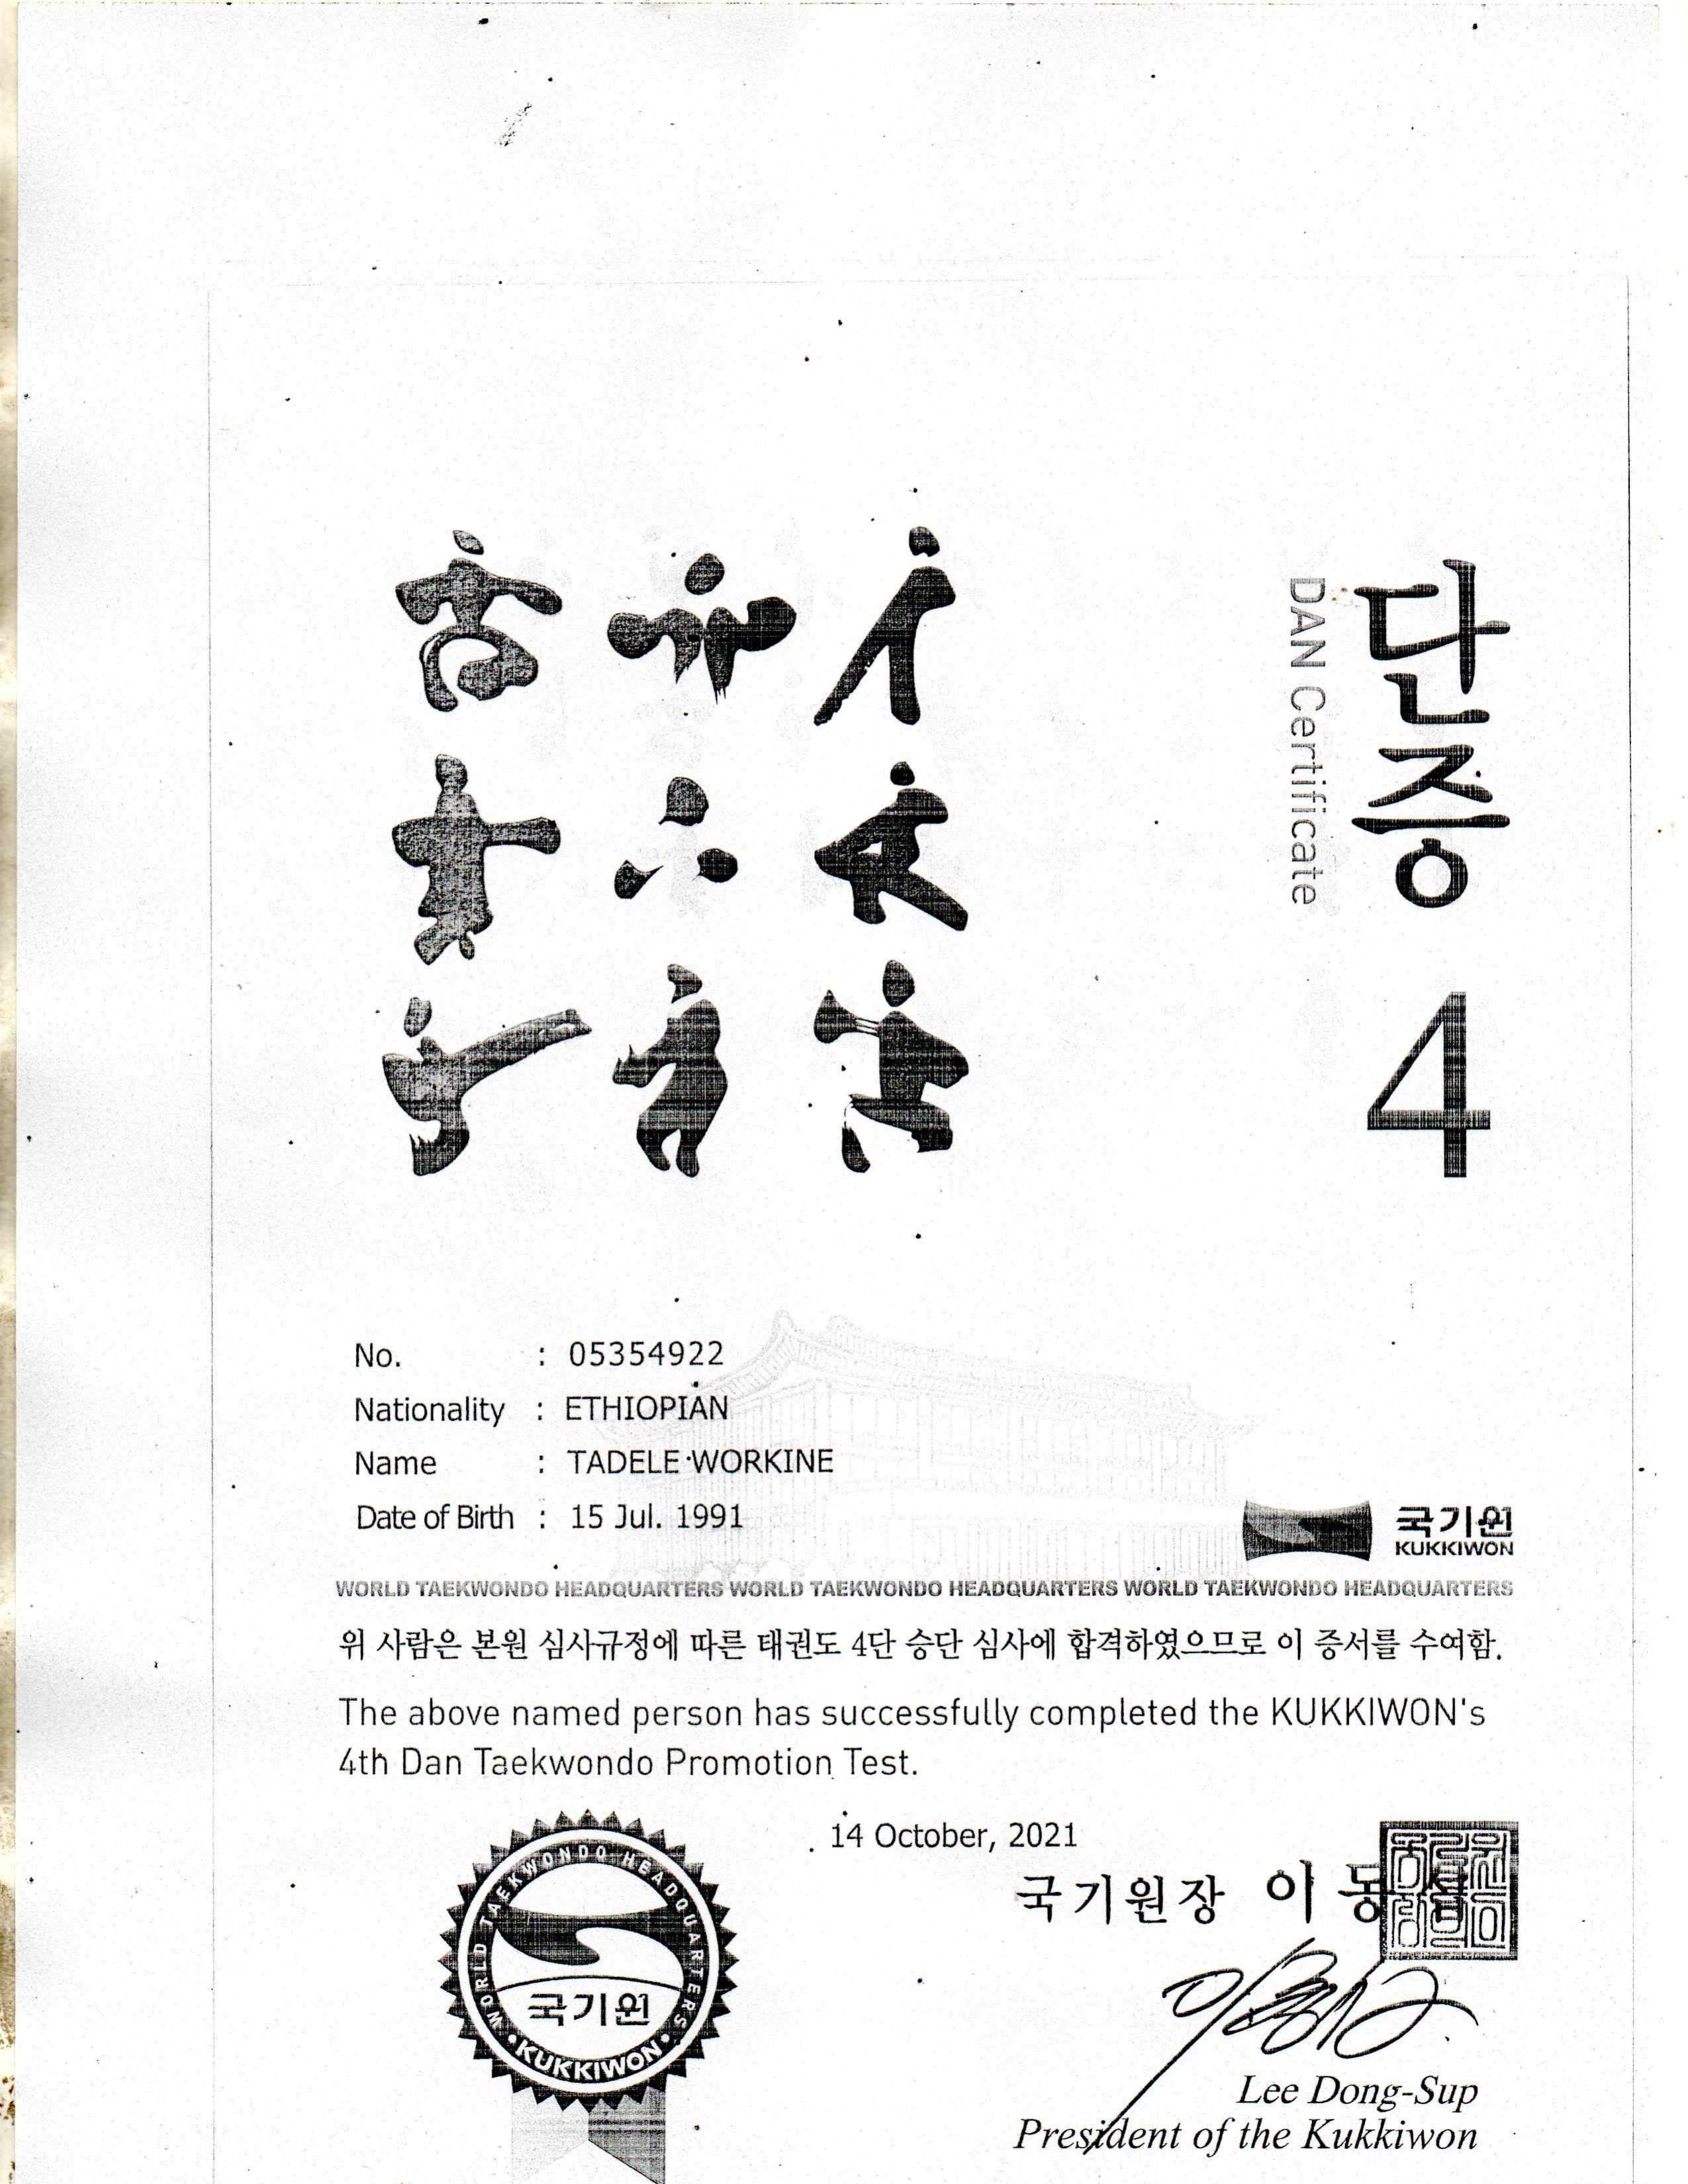 단증
DAN Certificate
4
No. : 05354922
Nationality : ETHIOPIAN
Name : TADELE WORKINE
Date of Birth : 15 Jul. 1991
국기원
KUKKIWON
WORLD TAEKWONDO HEADQUARTERS WORLD TAEKWONDO HEADQUARTERS WORLD TAEKWONDO HEADQUARTERS
위 사람은 본원 심사규정에 따른 태권도 4단 승단 심사에 합격하였으므로 이 증서를 수여함.
The above named person has successfully completed the KUKKIWON's
4th Dan Taekwondo Promotion Test.
14 October, 2021
국기원장 이 동 섭
WORLD TAEKWONDO HEADQUARTERS
국기원
KUKKIWON
Lee Dong-Sup
President of the Kukkiwon